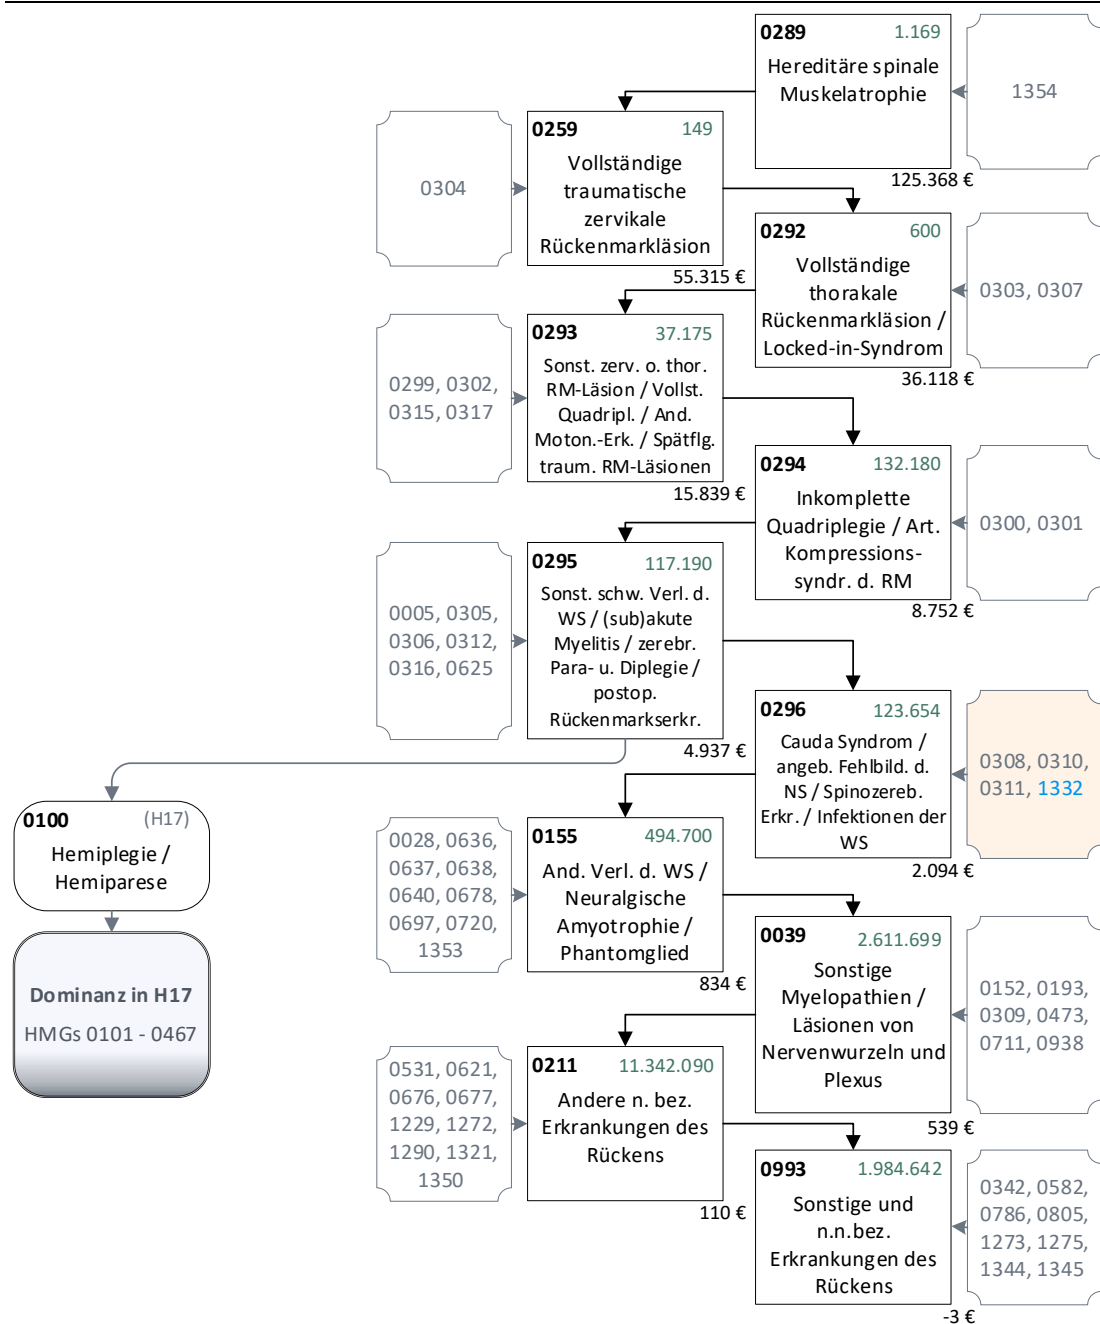 0289 1.169
Hereditäre spinale
Muskelatrophie
125.368 €
1354
0304
0259 149
Vollständige
traumatische
zervikale
Rückenmarkläsion
55.315 €
0292 600
Vollständige
thorakale
Rückenmarkläsion /
Locked-in-Syndrom
36.118 €
0303, 0307
0299, 0302,
0315, 0317
0293 37.175
Sonst. zerv. o. thor.
RM-Läsion / Vollst.
Quadripl. / And.
Moton.-Erk. / Spätflg.
traum. RM-Läsionen
15.839 €
0294 132.180
Inkomplette
Quadriplegie / Art.
Kompressions-
syndr. d. RM
8.752 €
0300, 0301
0005, 0305,
0306, 0312,
0316, 0625
0295 117.190
Sonst. schw. Verl. d.
WS / (sub)akute
Myelitis / zerebr.
Para- u. Diplegie /
postop.
Rückenmarkserkr.
4.937 €
0296 123.654
Cauda Syndrom /
angeb. Fehlbild. d.
NS / Spinozereb.
Erkr. / Infektionen der
WS
2.094 €
0308, 0310,
0311, 1332
0100 (H17)
Hemiplegie /
Hemiparese
Dominanz in H17
HMGs 0101 - 0467
0028, 0636,
0637, 0638,
0640, 0678,
0697, 0720,
1353
0155 494.700
And. Verl. d. WS /
Neuralgische
Amyotrophie /
Phantomglied
834 €
0039 2.611.699
Sonstige
Myelopathien /
Läsionen von
Nervenwurzeln und
Plexus
539 €
0152, 0193,
0309, 0473,
0711, 0938
0531, 0621,
0676, 0677,
1229, 1272,
1290, 1321,
1350
0211 11.342.090
Andere n. bez.
Erkrankungen des
Rückens
110 €
0993 1.984.642
Sonstige und
n.n.bez.
Erkrankungen des
Rückens
-3 €
0342, 0582,
0786, 0805,
1273, 1275,
1344, 1345